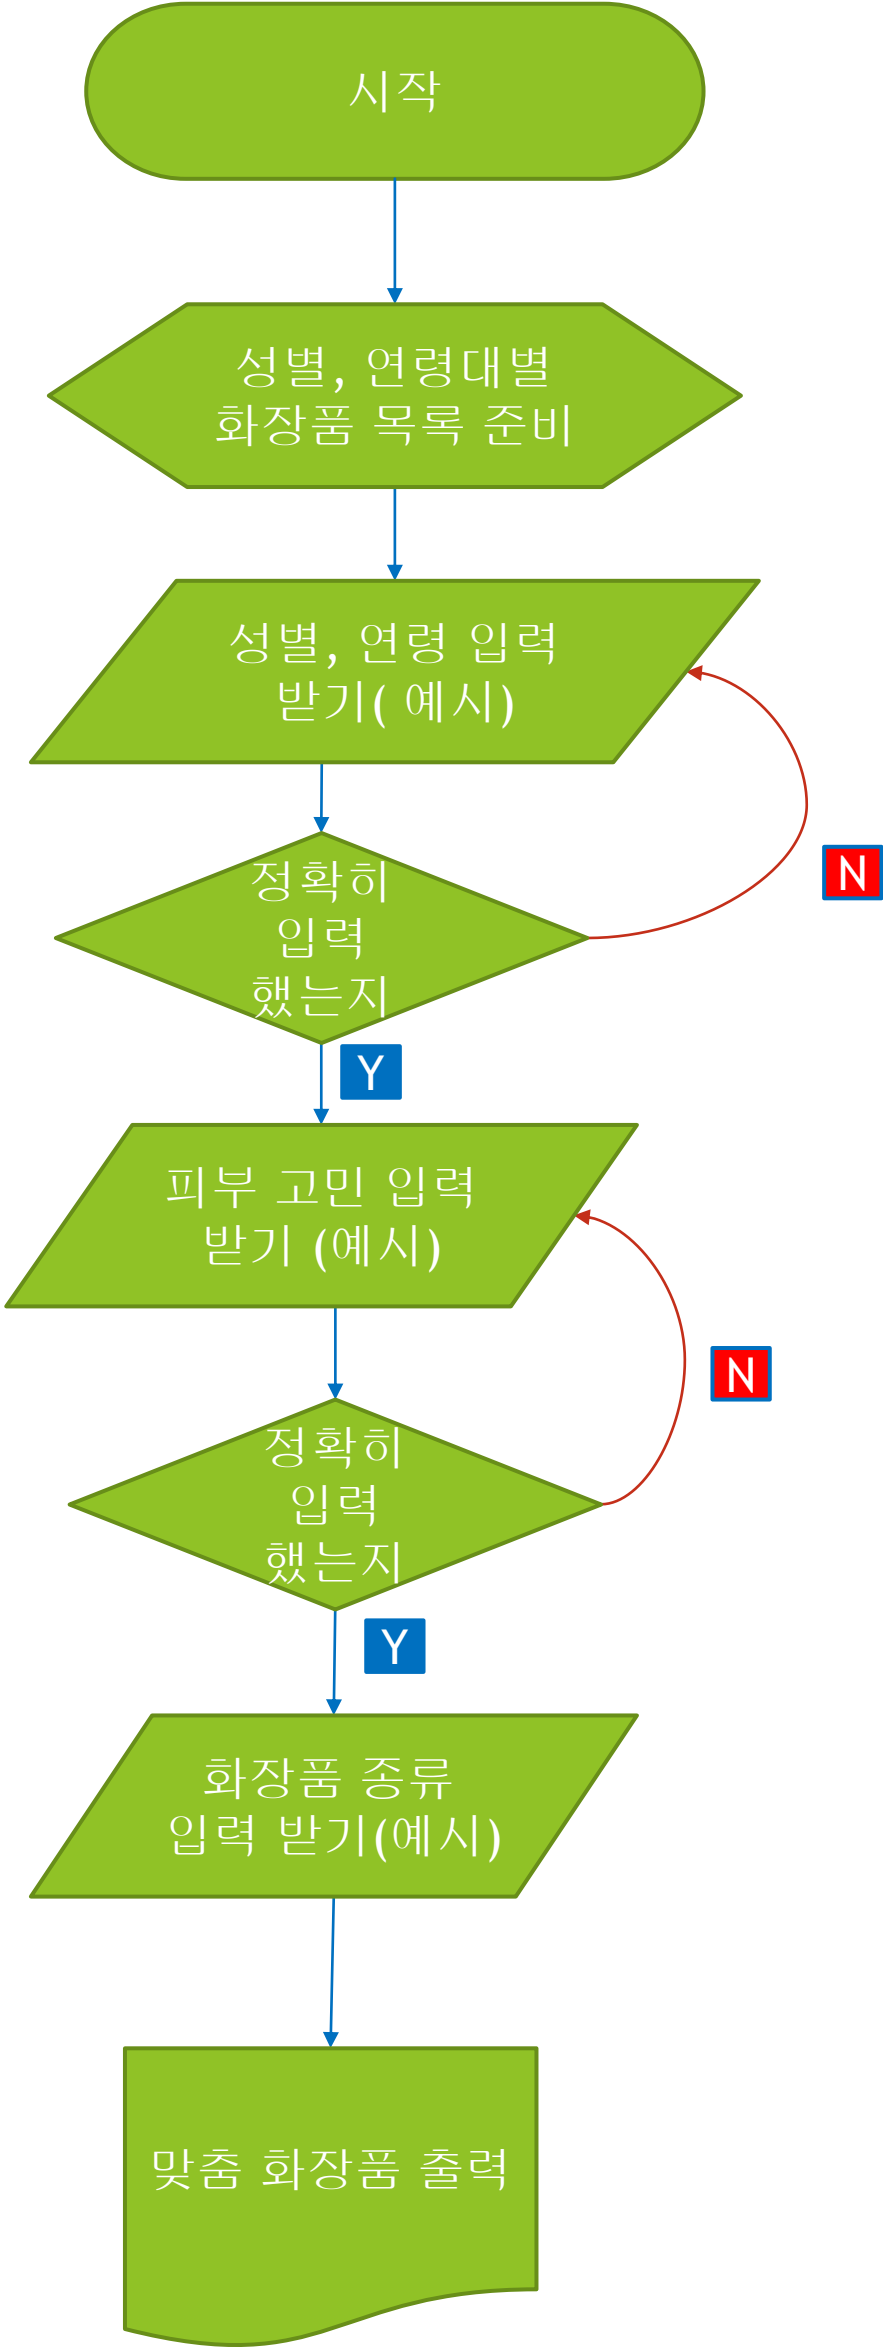 시작
성별, 연령대별
화장품 목록 준비
성별, 연령 입력
받기( 예시)
정확히
입력
했는지
N
Y
피부 고민 입력
받기 (예시)
정확히
입력
했는지
N
Y
화장품 종류
입력 받기(예시)
맞춤 화장품 출력